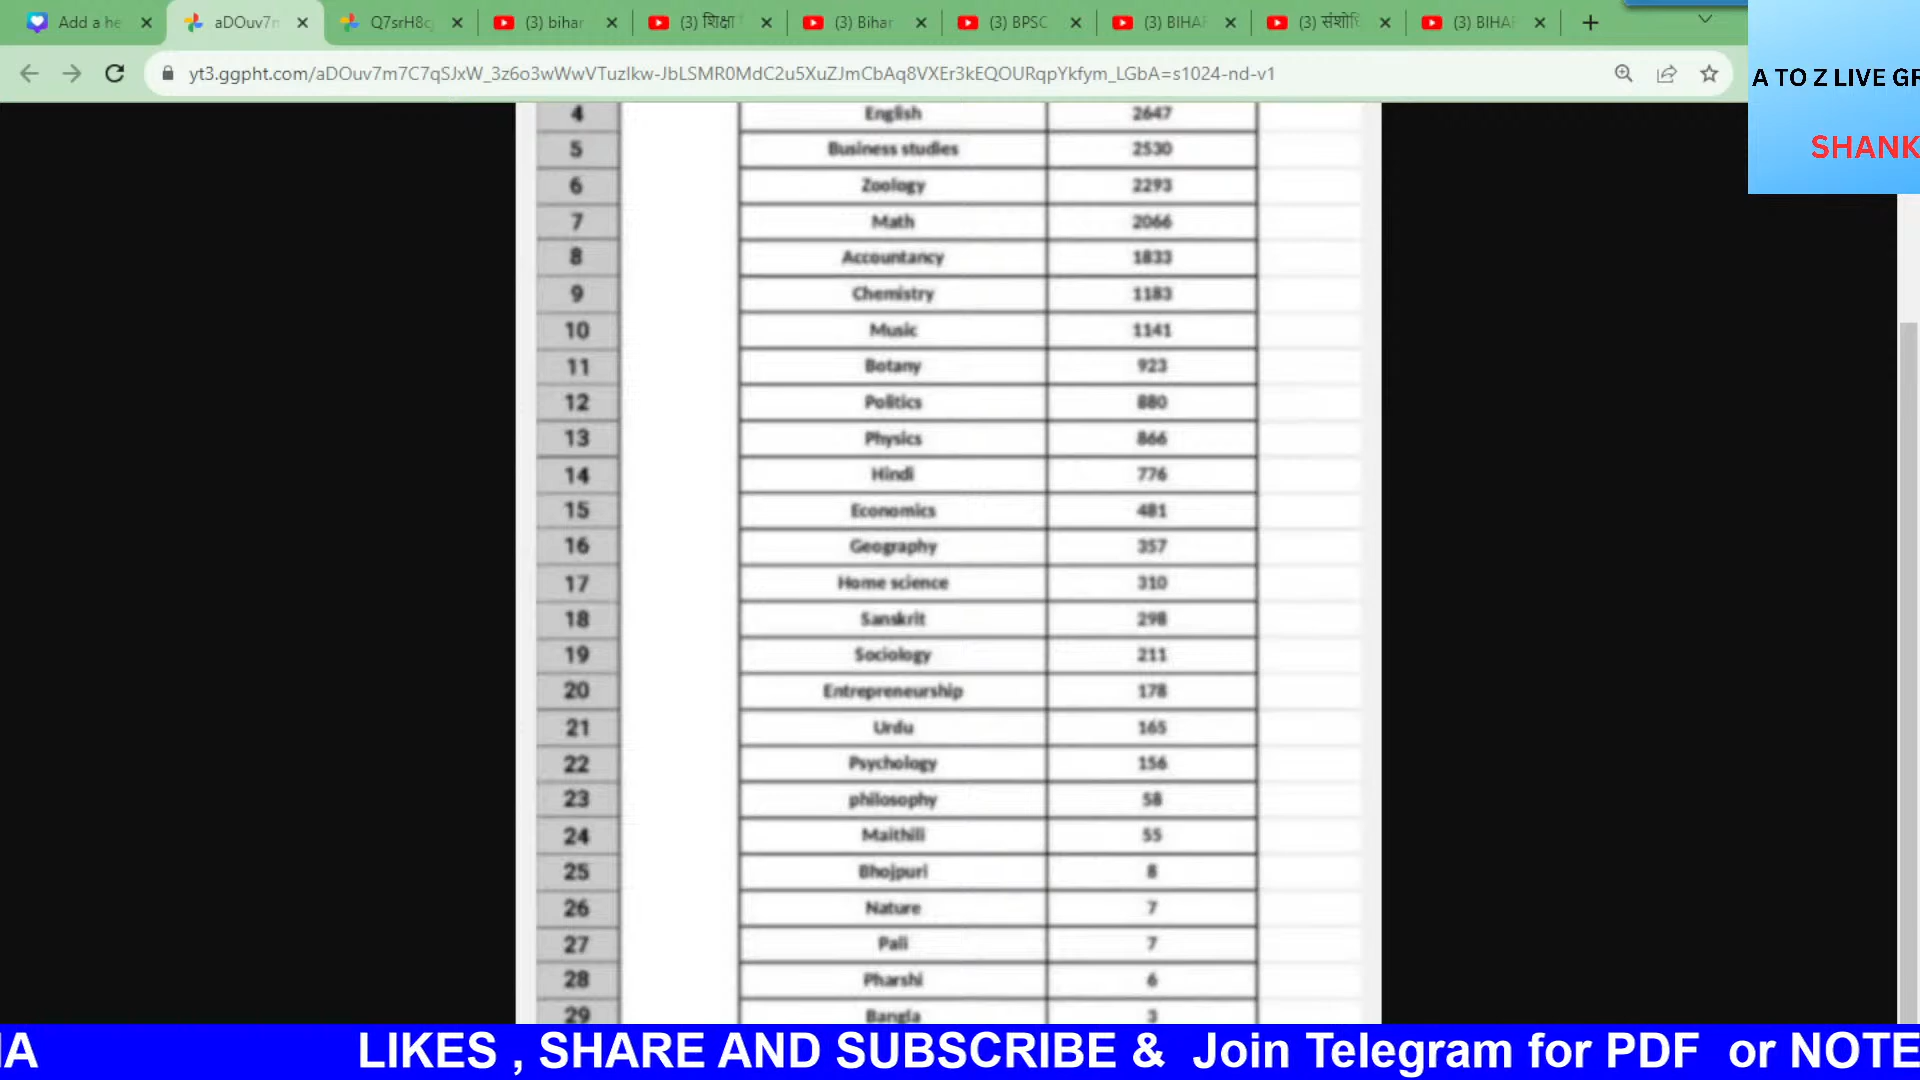 Add a he
aDOuv7m
Q7srH8c
(3) bihar
(3) शिक्षा
(3) Bihar
(3) BPSC
(3) BIHAR
(3) संशोधि
(3) BIHAR
yt3.ggpht.com/aDOuv7m7C7qSJxW_3z6o3wWwVTuzIkw-JbLSMR0MdC2u5XuZJmCbAq8VXEr3kEQOURqpYkfym_LGbA=s1024-nd-v1
A TO Z LIVE GR
SHANK
4 English 2647
5 Business studies 2530
6 Zoology 2293
7 Math 2066
8 Accountancy 1833
9 Chemistry 1183
10 Music 1141
11 Botany 923
12 Politics 880
13 Physics 866
14 Hindi 776
15 Economics 481
16 Geography 357
17 Home science 310
18 Sanskrit 298
19 Sociology 211
20 Entrepreneurship 178
21 Urdu 165
22 Psychology 156
23 philosophy 58
24 Maithili 55
25 Bhojpuri 8
26 Nature 7
27 Pali 7
28 Pharshi 6
29 Bangla 3
IA LIKES , SHARE AND SUBSCRIBE & Join Telegram for PDF or NOTE